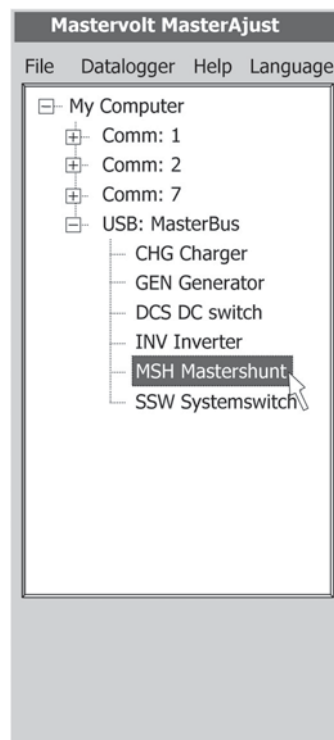 Mastervolt MasterAjust
File Datalogger Help Language
My Computer
Comm: 1
Comm: 2
Comm: 7
USB: MasterBus
CHG Charger
GEN Generator
DCS DC switch
INV Inverter
MSH Mastershunt
SSW Systemswitch